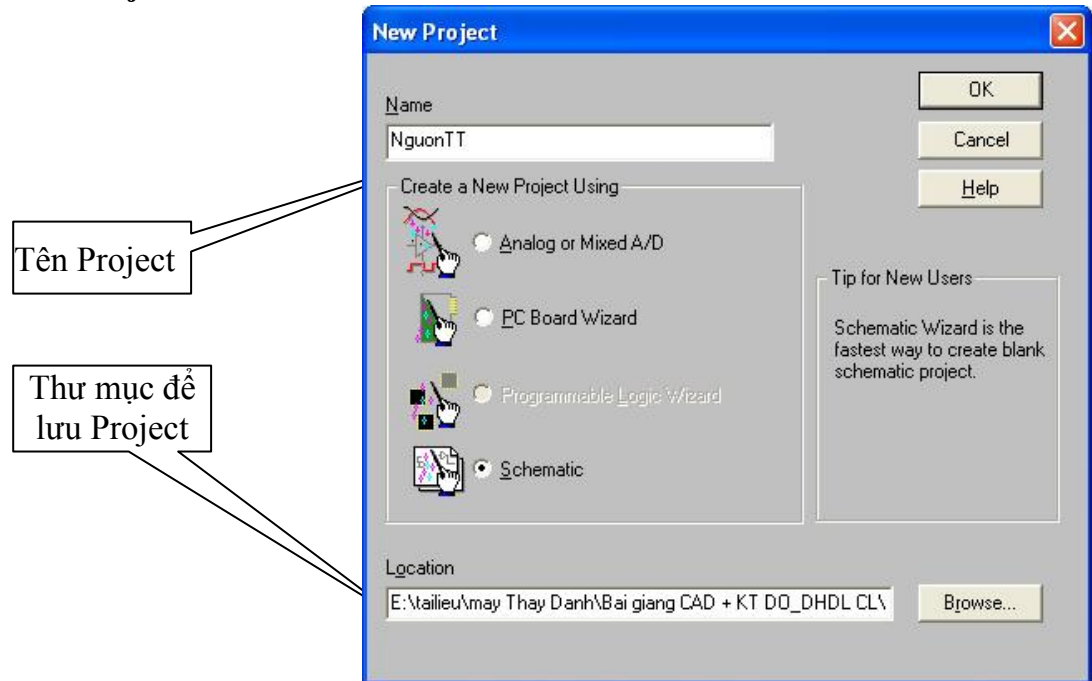 New Project
Name
OK
NguonTT
Cancel
Create a New Project Using
Help
Analog or Mixed A/D
PC Board Wizard
Programmable Logic Wizard
Schematic
Tip for New Users
Schematic Wizard is the
fastest way to create blank
schematic project.
Location
E:\tailieu\may Thay Danh\Bai giang CAD + KT DO_DHDL CL\
Browse...
Tên Project
Thư mục để
lưu Project